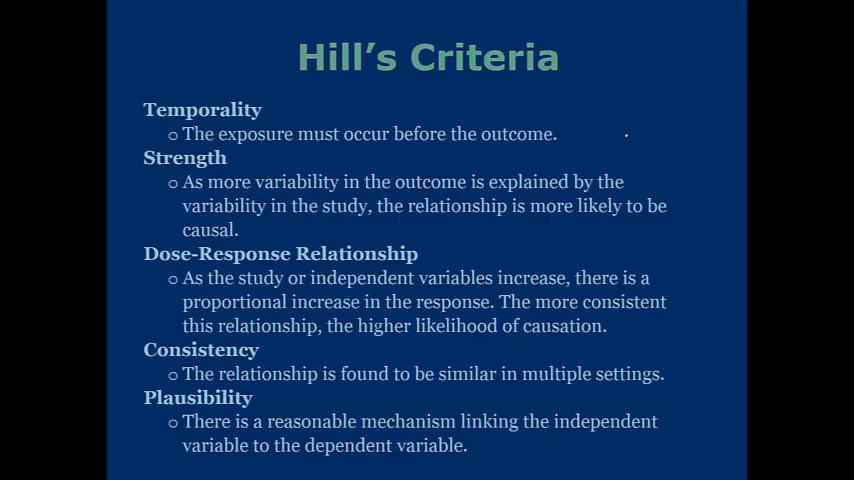 Hill's Criteria
Temporality
o The exposure must occur before the outcome.
Strength
o As more variability in the outcome is explained by the
variability in the study, the relationship is more likely to be
causal.
Dose-Response Relationship
o As the study or independent variables increase, there is a
proportional increase in the response. The more consistent
this relationship, the higher likelihood of causation.
Consistency
o The relationship is found to be similar in multiple settings.
Plausibility
o There is a reasonable mechanism linking the independent
variable to the dependent variable.